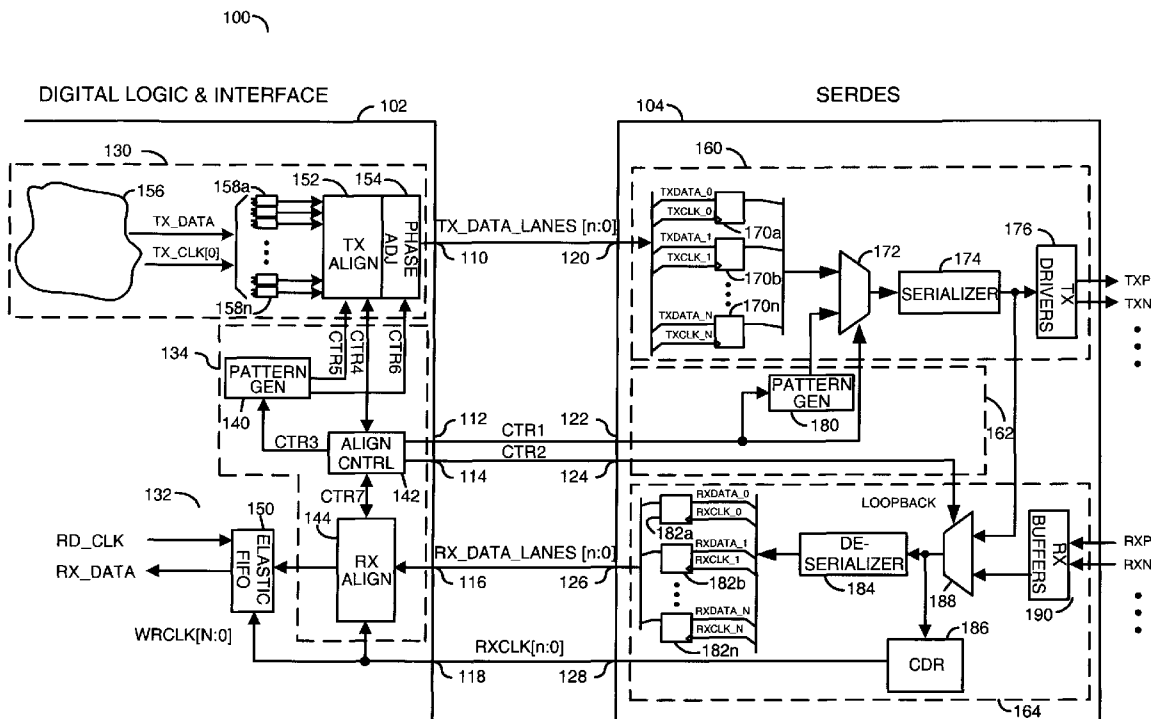 100
DIGITAL LOGIC & INTERFACE
SERDES
102
104
130
156
158a
152
154
TX_DATA
TX_CLK[0]
TX
ALIGN
PHASE
ADJ
158n
TX_DATA_LANES [n:0]
110
120
160
TXDATA_0
TXCLK_0
170a
TXDATA_1
TXCLK_1
170b
170n
TXDATA_N
TXCLK_N
172
174
SERIALIZER
176
TX
DRIVERS
TXP
TXN
134
PATTERN
GEN
140
CTR5
CTR4
CTR6
CTR3
ALIGN
CNTRL
142
112
CTR1
122
CTR2
114
124
PATTERN
GEN
180
162
CTR7
132
150
144
RD_CLK
RX_DATA
ELASTIC
FIFO
RX
ALIGN
RX_DATA_LANES [n:0]
116
126
WRCLK[N:0]
RXCLK[n:0]
118
128
RXDATA_0
RXCLK_0
182a
RXDATA_1
RXCLK_1
182b
RXDATA_N
RXCLK_N
182n
DE-
SERIALIZER
184
LOOPBACK
188
RX
BUFFERS
190
RXP
RXN
186
CDR
164